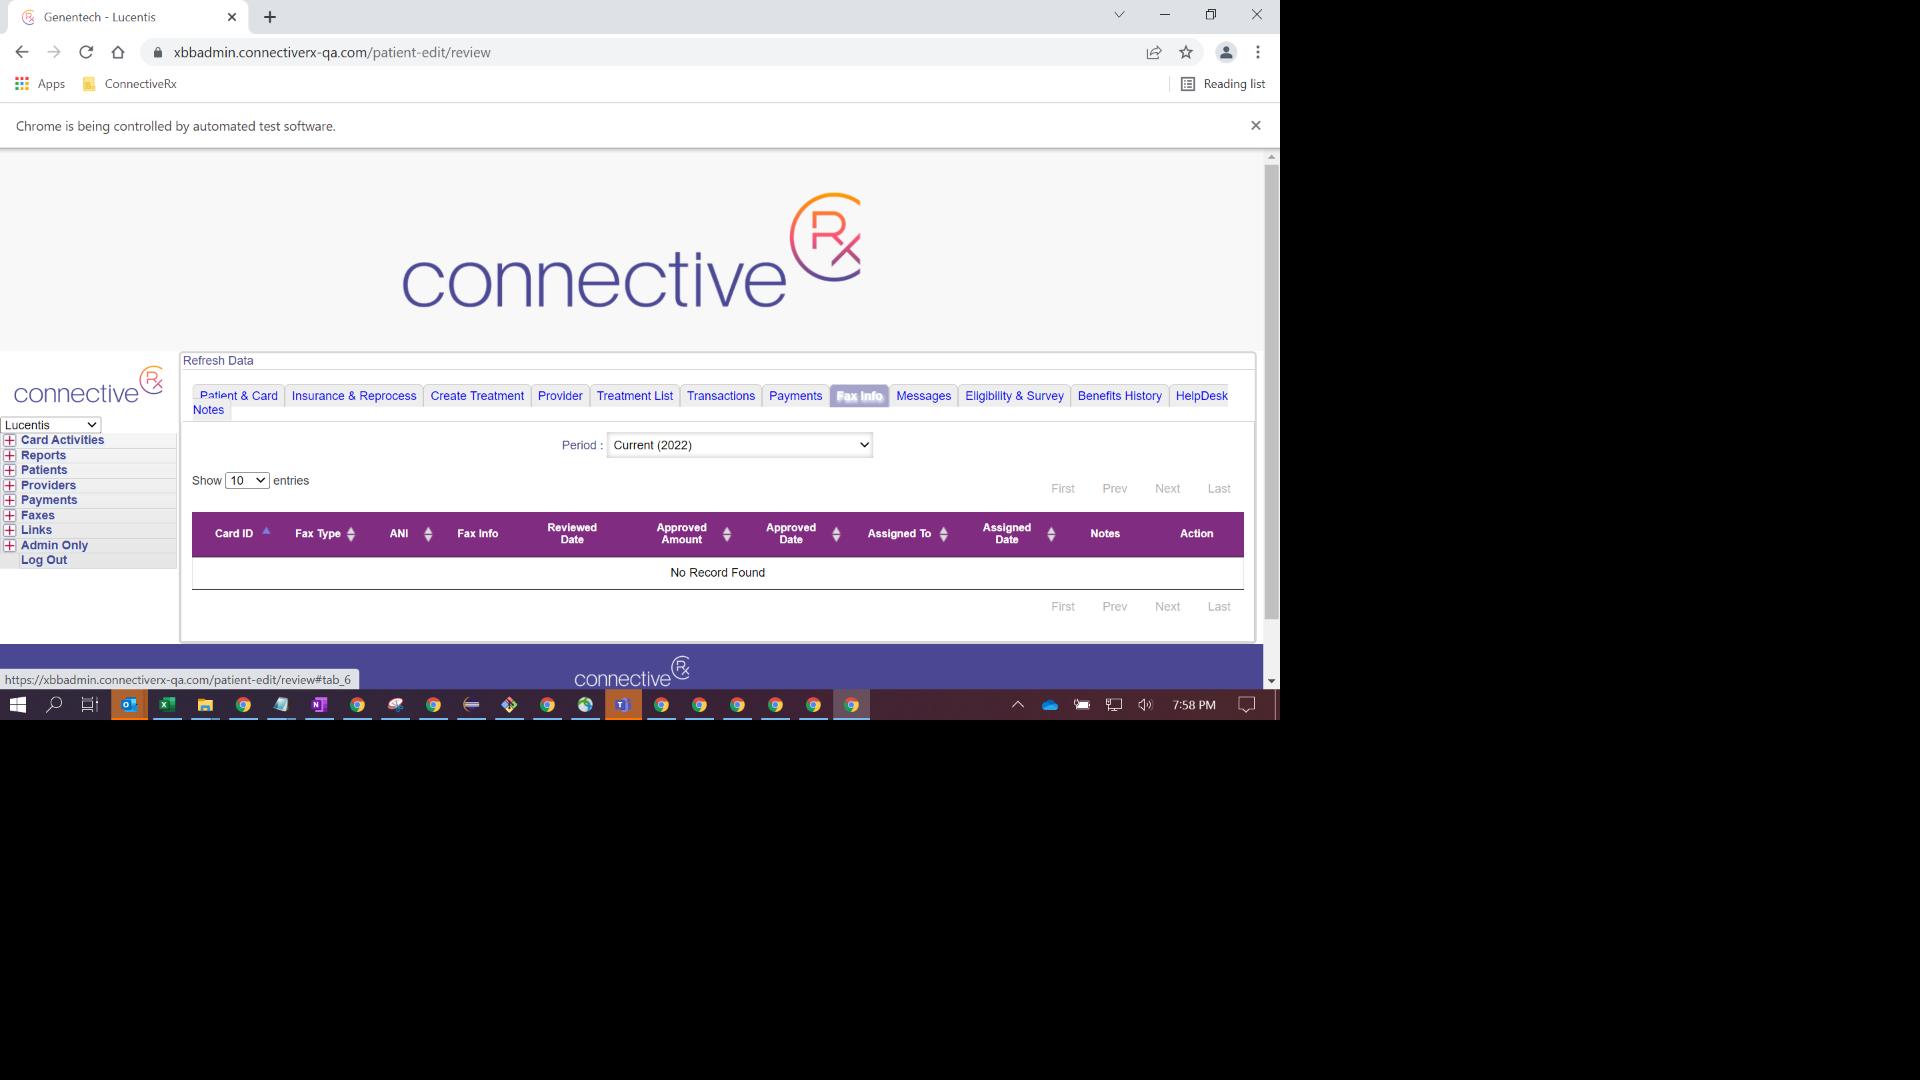 Genentech - Lucentis
xbbadmin.connectiverx-qa.com/patient-edit/review
Apps ConnectiveRx Reading list
Chrome is being controlled by automated test software.
connective Rx
Refresh Data
connective Rx
Patient & Card Insurance & Reprocess Create Treatment Provider Treatment List Transactions Payments Fax Info Messages Eligibility & Survey Benefits History HelpDesk
Notes
Lucentis
Card Activities
Reports
Patients
Providers
Payments
Faxes
Links
Admin Only
Log Out
Period : Current (2022)
Show 10 entries
First Prev Next Last
Card ID Fax Type ANI Fax Info Reviewed Date Approved Amount Approved Date Assigned To Assigned Date Notes Action
No Record Found
First Prev Next Last
connective Rx
https://xbbadmin.connectiverx-qa.com/patient-edit/review#tab_6
7:58 PM